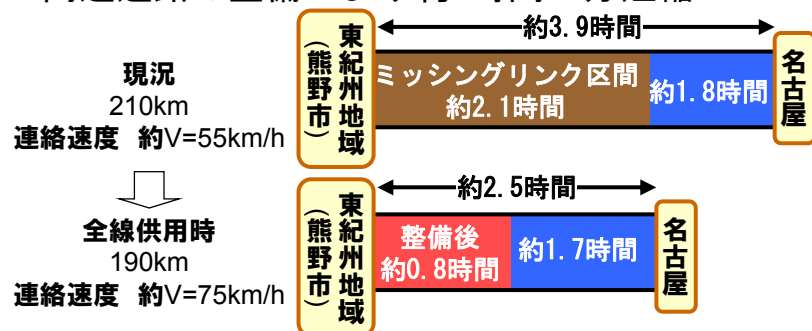 約3.9時間
現況
210km
連絡速度 約V=55km/h
東紀州地域
(熊野市)
ミッシングリンク区間
約2.1時間
約1.8時間
名古屋
約2.5時間
全線供用時
190km
連絡速度 約V=75km/h
東紀州地域
(熊野市)
整備後
約0.8時間
約1.7時間
名古屋